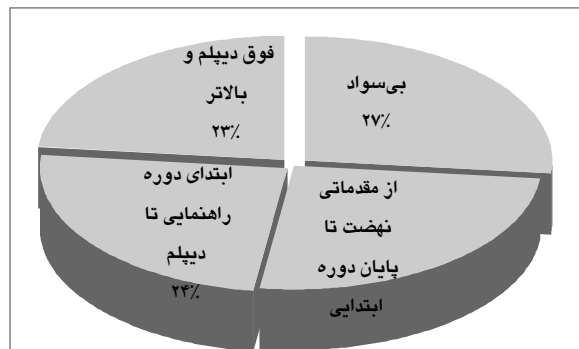 فوق دیپلم و
بالاتر
۲۳٪
بی‌سواد
۲۷٪
ابتدای دوره
راهنمایی تا
دیپلم
۲۴٪
از مقدماتی
نهضت تا
پایان دوره
ابتدایی